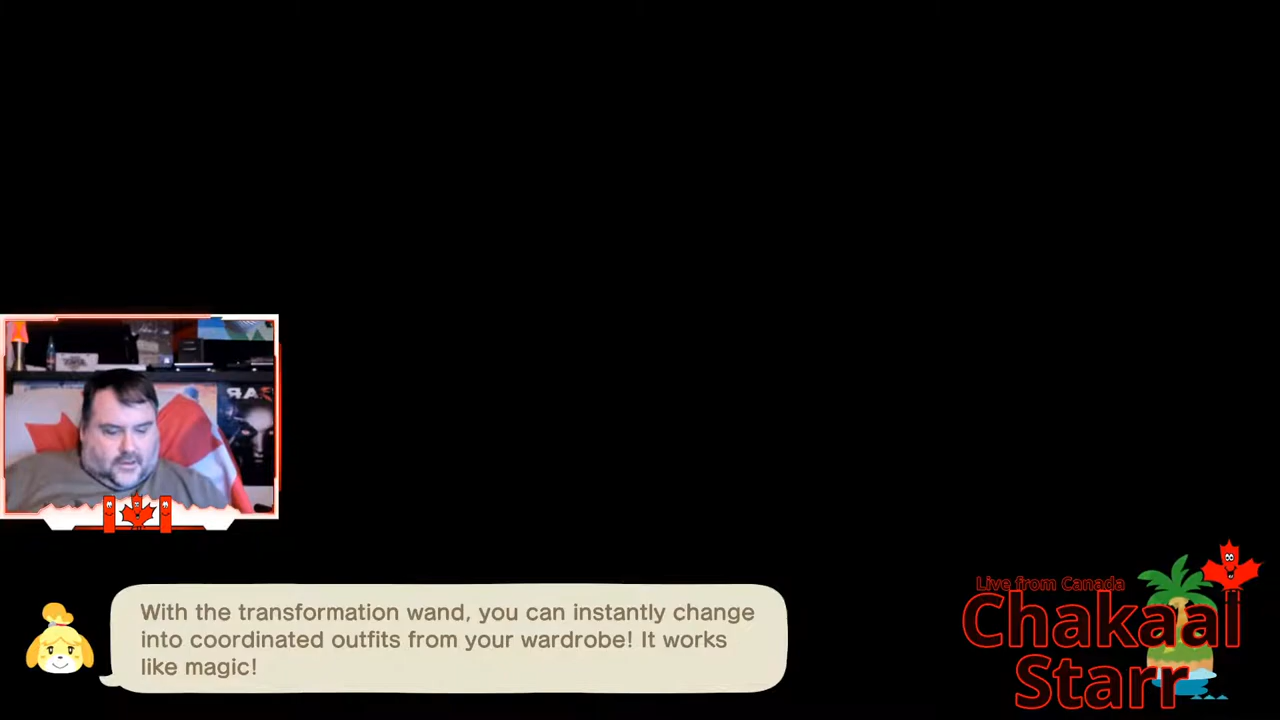 With the transformation wand, you can instantly change
into coordinated outfits from your wardrobe! It works
like magic!
Live from Canada
Chakaal
Starr